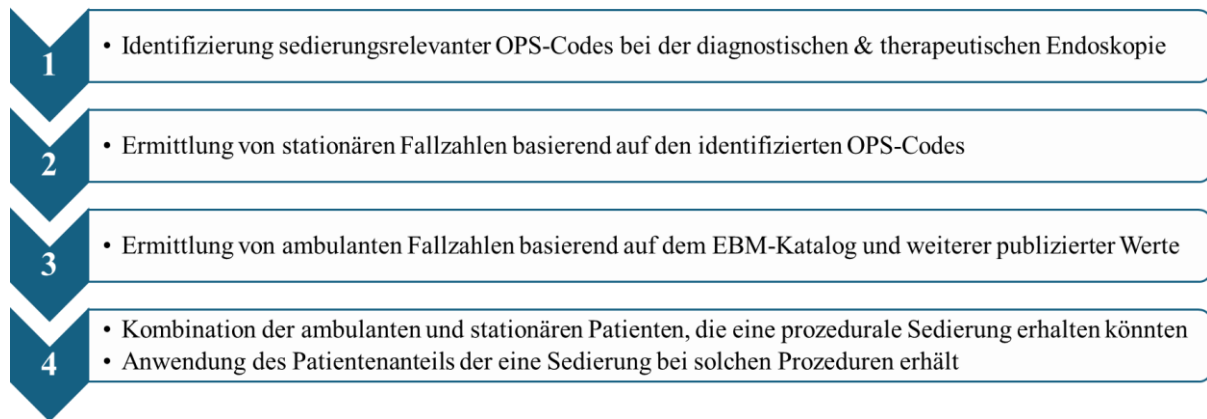 1
• Identifizierung sedierungsrelevanter OPS-Codes bei der diagnostischen & therapeutischen Endoskopie
2
• Ermittlung von stationären Fallzahlen basierend auf den identifizierten OPS-Codes
3
• Ermittlung von ambulanten Fallzahlen basierend auf dem EBM-Katalog und weiterer publizierter Werte
4
• Kombination der ambulanten und stationären Patienten, die eine prozedurale Sedierung erhalten könnten
• Anwendung des Patientenanteils der eine Sedierung bei solchen Prozeduren erhält